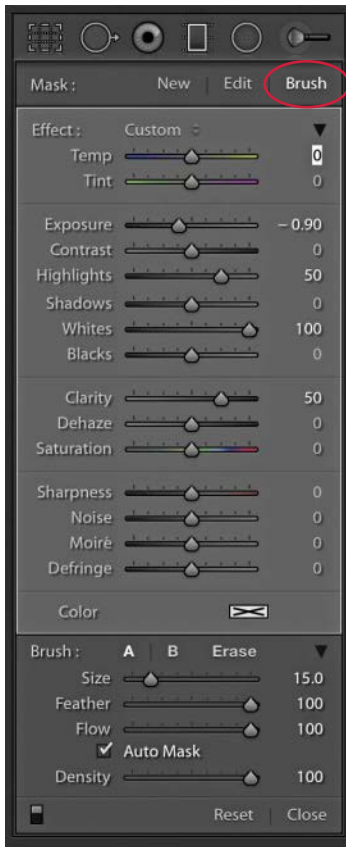 Mask : New Edit Brush
Effect : Custom
Temp 0
Tint 0
Exposure – 0.90
Contrast 0
Highlights 50
Shadows 0
Whites 100
Blacks 0
Clarity 50
Dehaze 0
Saturation 0
Sharpness 0
Noise 0
Moiré 0
Defringe 0
Color
Brush : A B Erase
Size 15.0
Feather 100
Flow 100
Auto Mask
Density 100
Reset Close